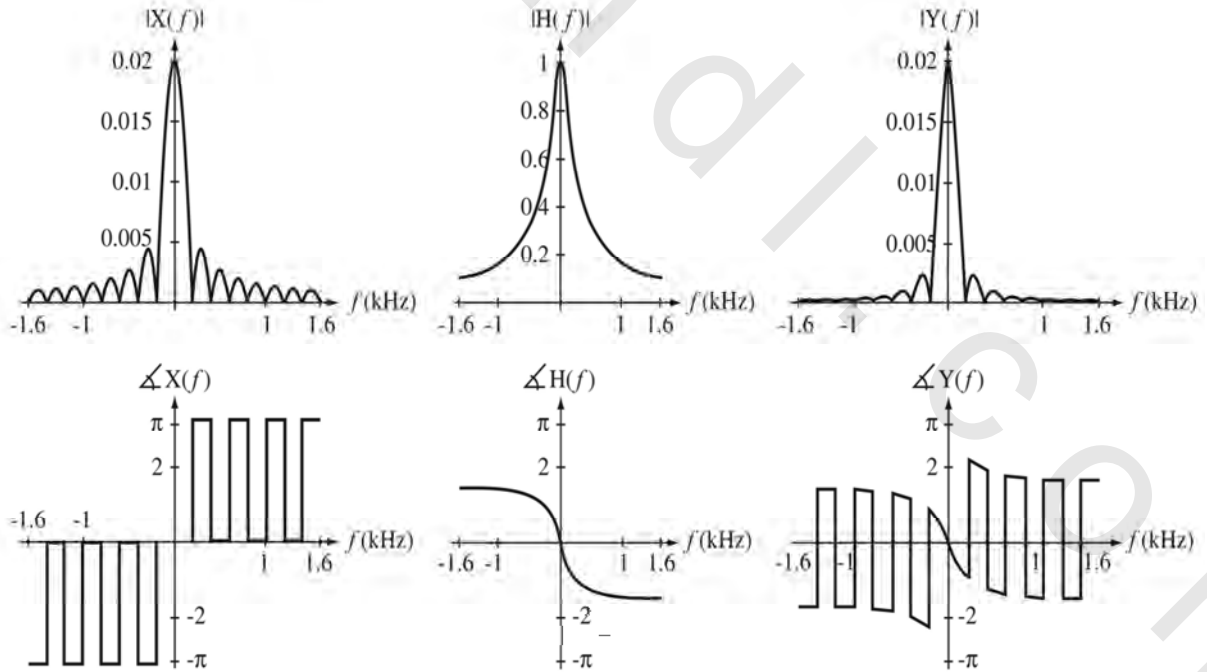 |X(f)|
0.02
0.015
0.01
0.005
-1.6 -1 1 1.6 f(kHz)
|H(f)|
1
0.8
0.6
0.4
0.2
-1.6 -1 1 1.6 f(kHz)
|Y(f)|
0.02
0.015
0.01
0.005
-1.6 -1 1 1.6 f(kHz)
∡X(f)
π
2
-1.6 -1 1 1.6 f(kHz)
-2
-π
∡H(f)
π
2
-1.6 -1 1 1.6 f(kHz)
-2
-π
∡Y(f)
π
2
-1.6 -1 1 1.6 f(kHz)
-2
-π